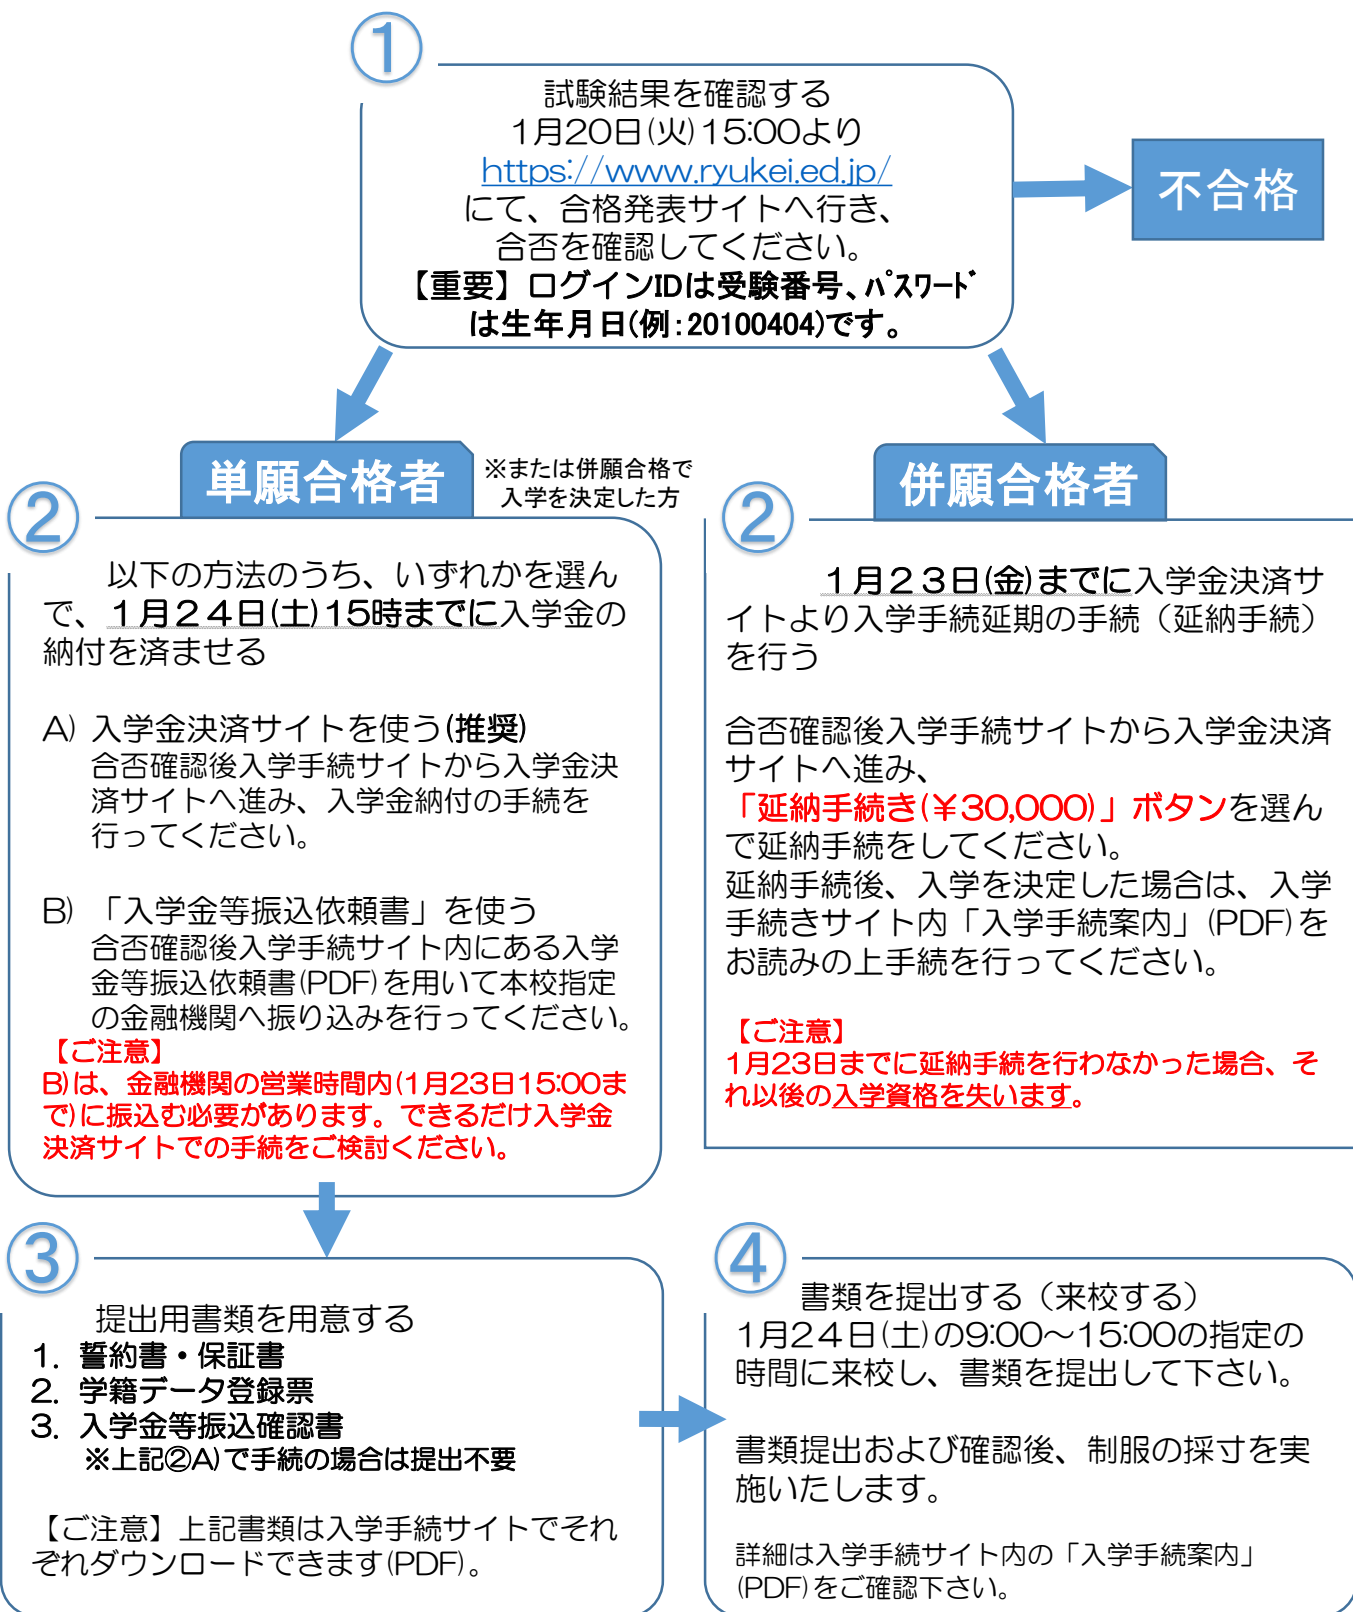 ①
試験結果を確認する
1月20日(火)15:00より
https://www.ryukei.ed.jp/
にて、合格発表サイトへ行き、
合否を確認してください。
【重要】ログインIDは受験番号、ﾊﾟｽﾜｰﾄﾞ
は生年月日(例:20100404)です。
不合格
単願合格者
※または併願合格で
入学を決定した方
②
以下の方法のうち、いずれかを選ん
で、1月24日(土)15時までに入学金の
納付を済ませる
A) 入学金決済サイトを使う(推奨)
合否確認後入学手続サイトから入学金決
済サイトへ進み、入学金納付の手続を
行ってください。
B) 「入学金等振込依頼書」を使う
合否確認後入学手続サイト内にある入学
金等振込依頼書(PDF)を用いて本校指定
の金融機関へ振り込みを行ってください。
【ご注意】
B)は、金融機関の営業時間内(1月23日15:00ま
で)に振込む必要があります。できるだけ入学金
決済サイトでの手続をご検討ください。
併願合格者
②
1月23日(金)までに入学金決済サ
イトより入学手続延期の手続（延納手続）
を行う
合否確認後入学手続サイトから入学金決済
サイトへ進み、
「延納手続き(¥30,000)」ボタンを選ん
で延納手続をしてください。
延納手続後、入学を決定した場合は、入学
手続きサイト内「入学手続案内」(PDF)を
お読みの上手続を行ってください。
【ご注意】
1月23日までに延納手続を行わなかった場合、そ
れ以後の入学資格を失います。
③
提出用書類を用意する
1. 誓約書・保証書
2. 学籍データ登録票
3. 入学金等振込確認書
※上記②A)で手続の場合は提出不要
【ご注意】上記書類は入学手続サイトでそれ
ぞれダウンロードできます(PDF)。
④
書類を提出する（来校する）
1月24日(土)の9:00～15:00の指定の
時間に来校し、書類を提出して下さい。
書類提出および確認後、制服の採寸を実
施いたします。
詳細は入学手続サイト内の「入学手続案内」
(PDF)をご確認下さい。